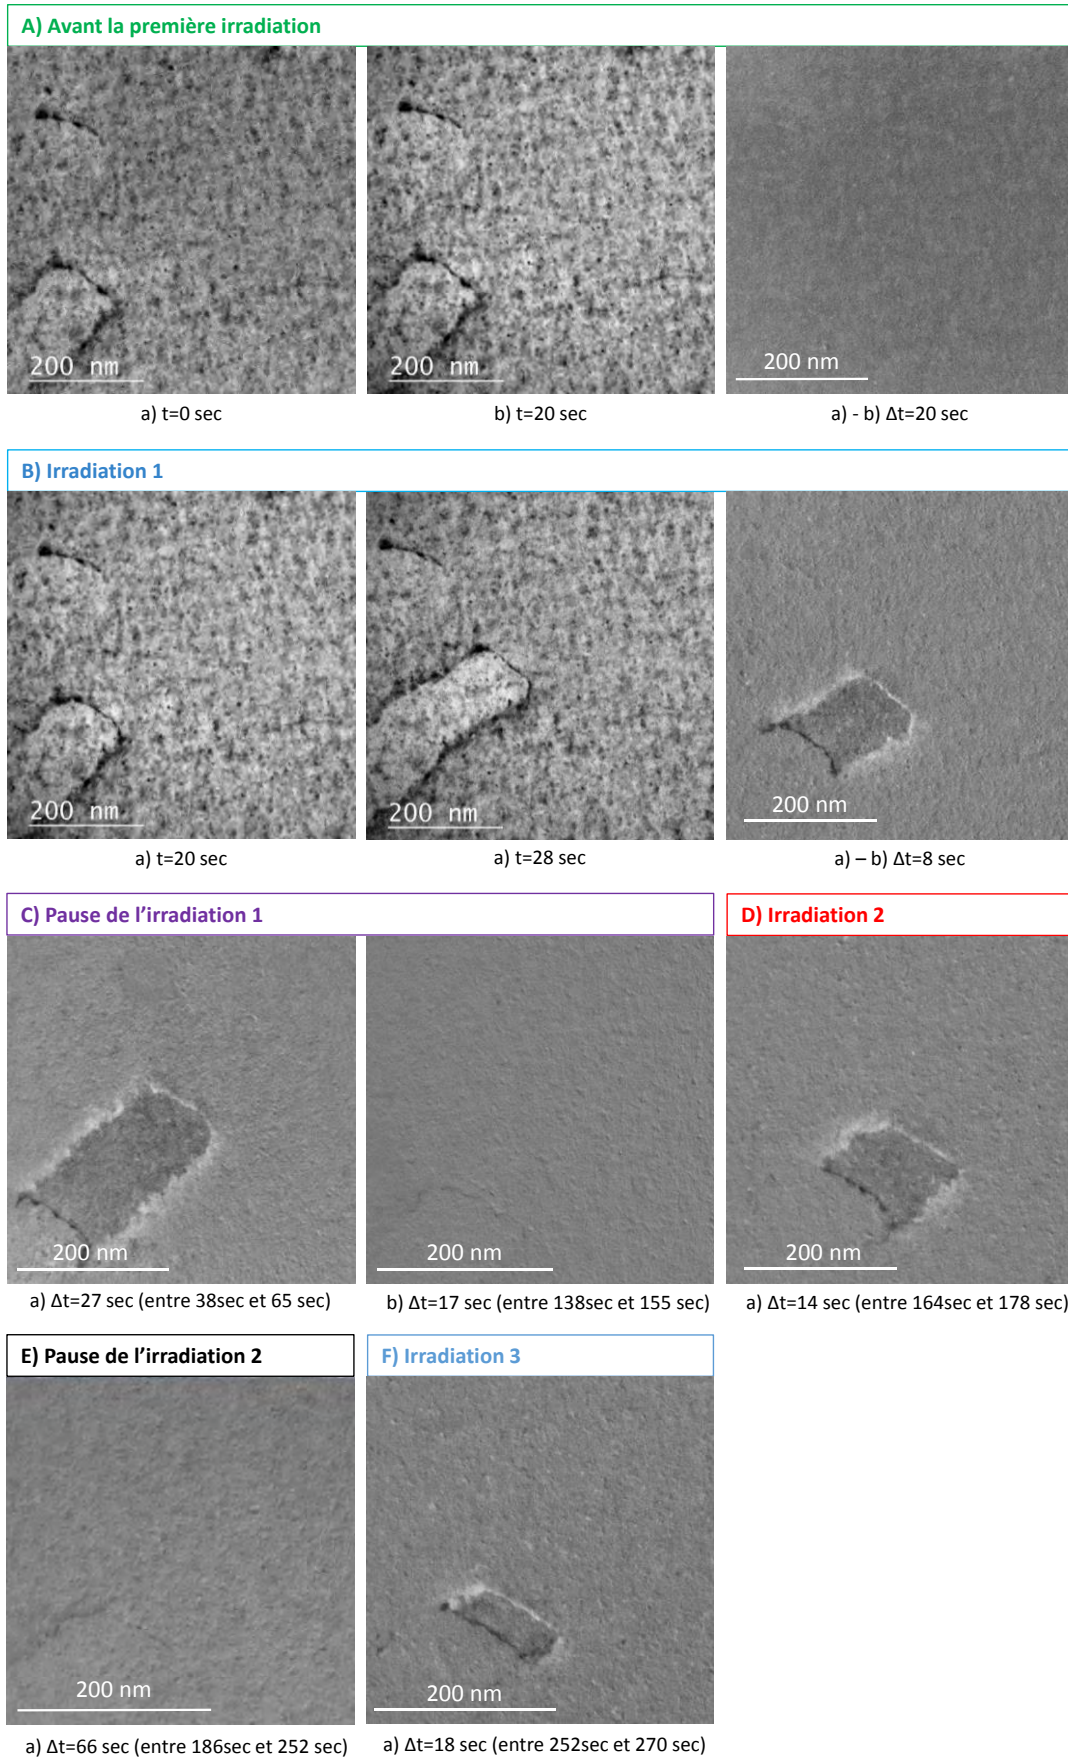 A) Avant la première irradiation
200 nm
200 nm
200 nm
a) t=0 sec
b) t=20 sec
a) - b) Δt=20 sec
B) Irradiation 1
200 nm
200 nm
200 nm
a) t=20 sec
a) t=28 sec
a) – b) Δt=8 sec
C) Pause de l’irradiation 1
D) Irradiation 2
200 nm
200 nm
200 nm
a) Δt=27 sec (entre 38sec et 65 sec)
b) Δt=17 sec (entre 138sec et 155 sec)
a) Δt=14 sec (entre 164sec et 178 sec)
E) Pause de l’irradiation 2
F) Irradiation 3
200 nm
200 nm
a) Δt=66 sec (entre 186sec et 252 sec)
a) Δt=18 sec (entre 252sec et 270 sec)